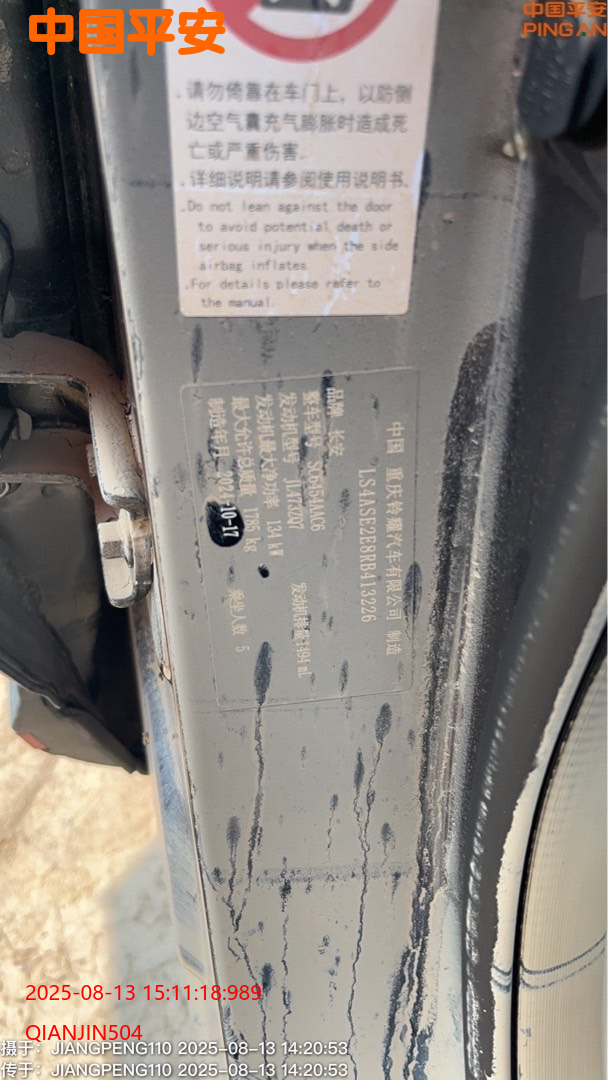 中国平安
中国平安
PING AN
.请勿倚靠在车门上，以防侧
边空气囊充气膨胀时造成死
亡或严重伤害.
.详细说明请参阅使用说明书.
.Do not lean against the door
to avoid potential death or
serious injury when the side
airbag inflates.
.For details please refer to
the manual.
中国 重庆铃耀汽车有限公司 制造
LS4ASE2E8RB413226
品牌 长安
整车型号 SC6454AAC6
发动机型号 JL473ZQ7 发动机排量 1494 mL
发动机最大净功率 134 kW
最大允许总质量 1785 kg 乘坐人数 5
制造年月 10-17
2025-08-13 15:11:18:989
QIANJIN504
摄于: JIANGPENG110 2025-08-13 14:20:53
传于: JIANGPENG110 2025-08-13 14:20:53